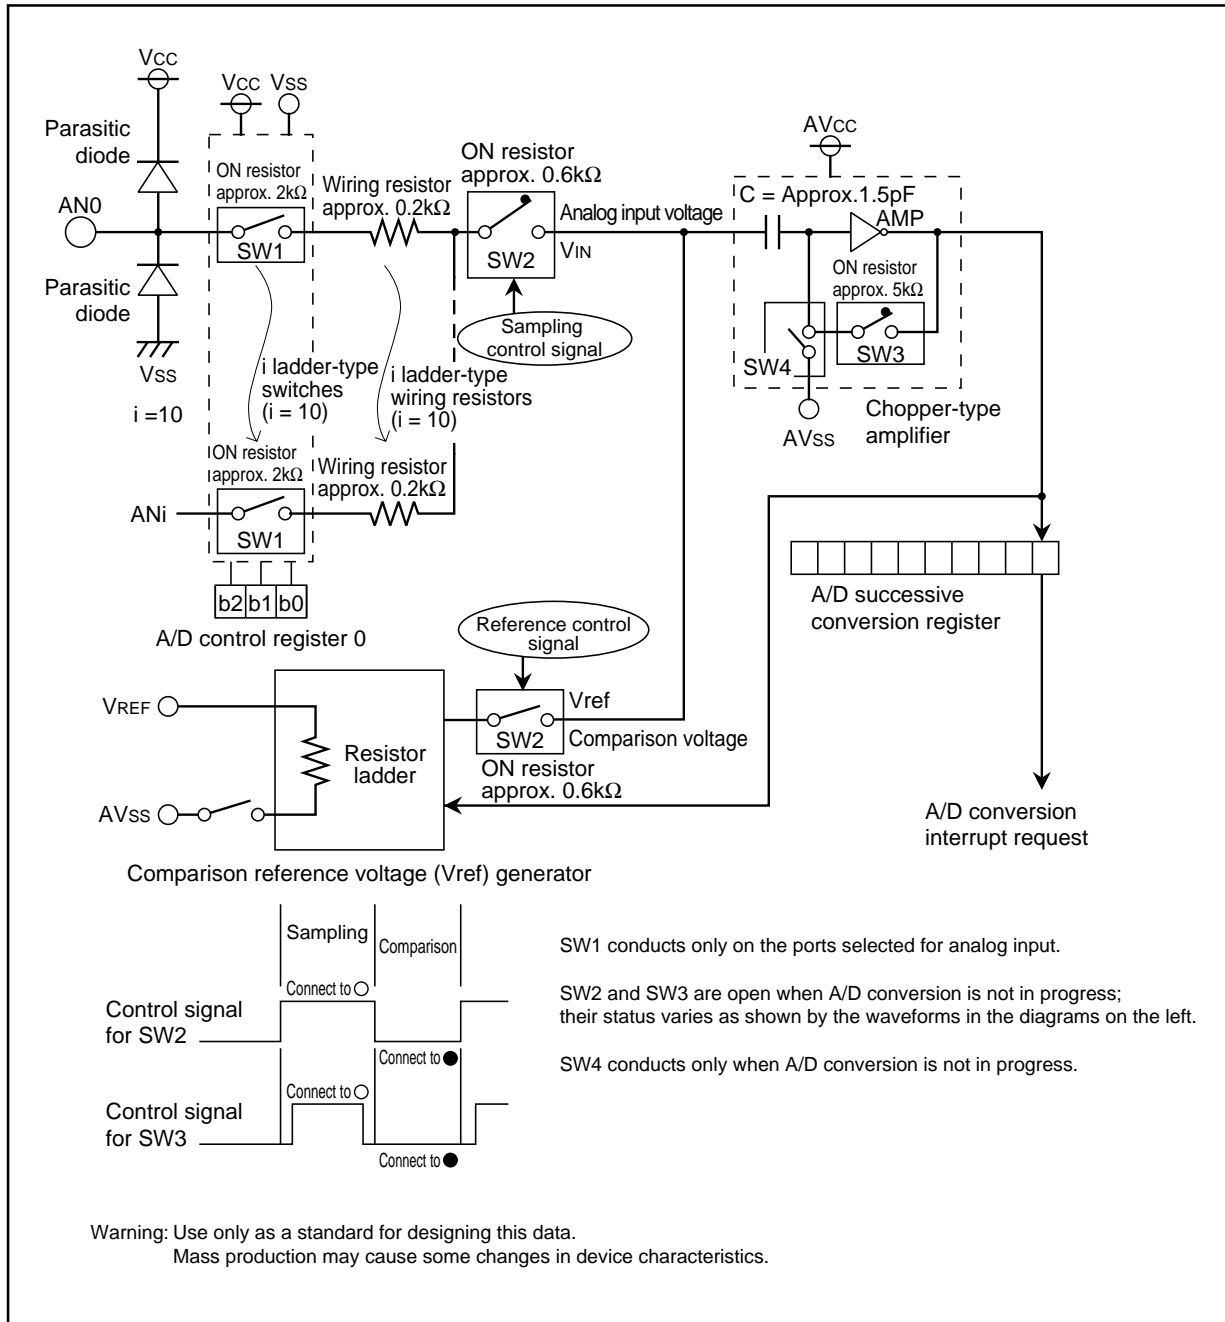 VCC
VCC
VSS
AVCC
Parasitic
diode
ON resistor
approx. 2kΩ
Wiring resistor
approx. 0.2kΩ
ON resistor
approx. 0.6kΩ
C = Approx.1.5pF
AMP
AN0
SW1
SW2
Analog input voltage
VIN
ON resistor
approx. 5kΩ
Parasitic
diode
Sampling
control signal
SW4
SW3
VSS
i =10
i ladder-type
switches
(i = 10)
i ladder-type
wiring resistors
(i = 10)
AVSS
Chopper-type
amplifier
ON resistor
approx. 2kΩ
Wiring resistor
approx. 0.2kΩ
ANi
SW1
b2 b1 b0
A/D control register 0
A/D successive
conversion register
Reference control
signal
VREF
Resistor
ladder
SW2
Vref
Comparison voltage
ON resistor
approx. 0.6kΩ
AVSS
A/D conversion
interrupt request
Comparison reference voltage (Vref) generator
Sampling
Comparison
Connect to
Control signal
for SW2
Connect to
Connect to
Control signal
for SW3
Connect to
SW1 conducts only on the ports selected for analog input.
SW2 and SW3 are open when A/D conversion is not in progress;
their status varies as shown by the waveforms in the diagrams on the left.
SW4 conducts only when A/D conversion is not in progress.
Warning: Use only as a standard for designing this data.
Mass production may cause some changes in device characteristics.